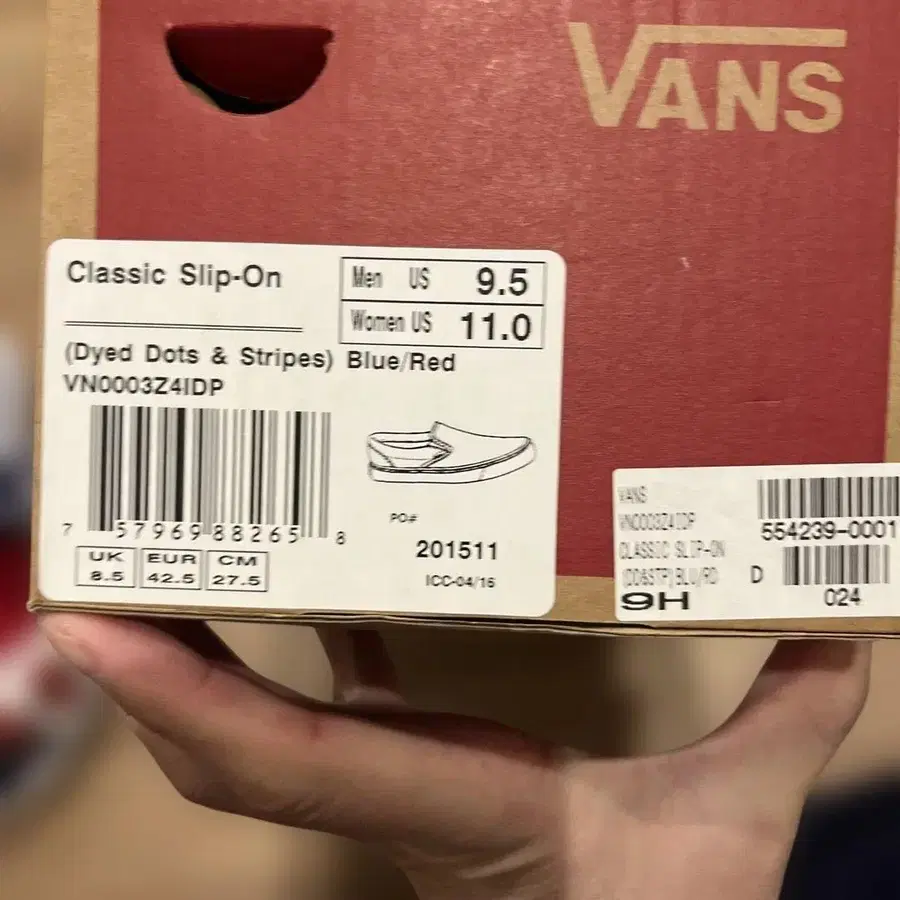 VANS
Classic Slip-On
Men US 9.5
Women US 11.0
(Dyed Dots & Stripes) Blue/Red
VN0003Z4IDP
7 57969 88265 8
PO#
201511
ICC-04/16
UK EUR CM
8.5 42.5 27.5
VANS
VN0003Z4IDP
554239-0001
CLASSIC SLIP-ON
(DD&STP)BLU/RD
D
9H
024